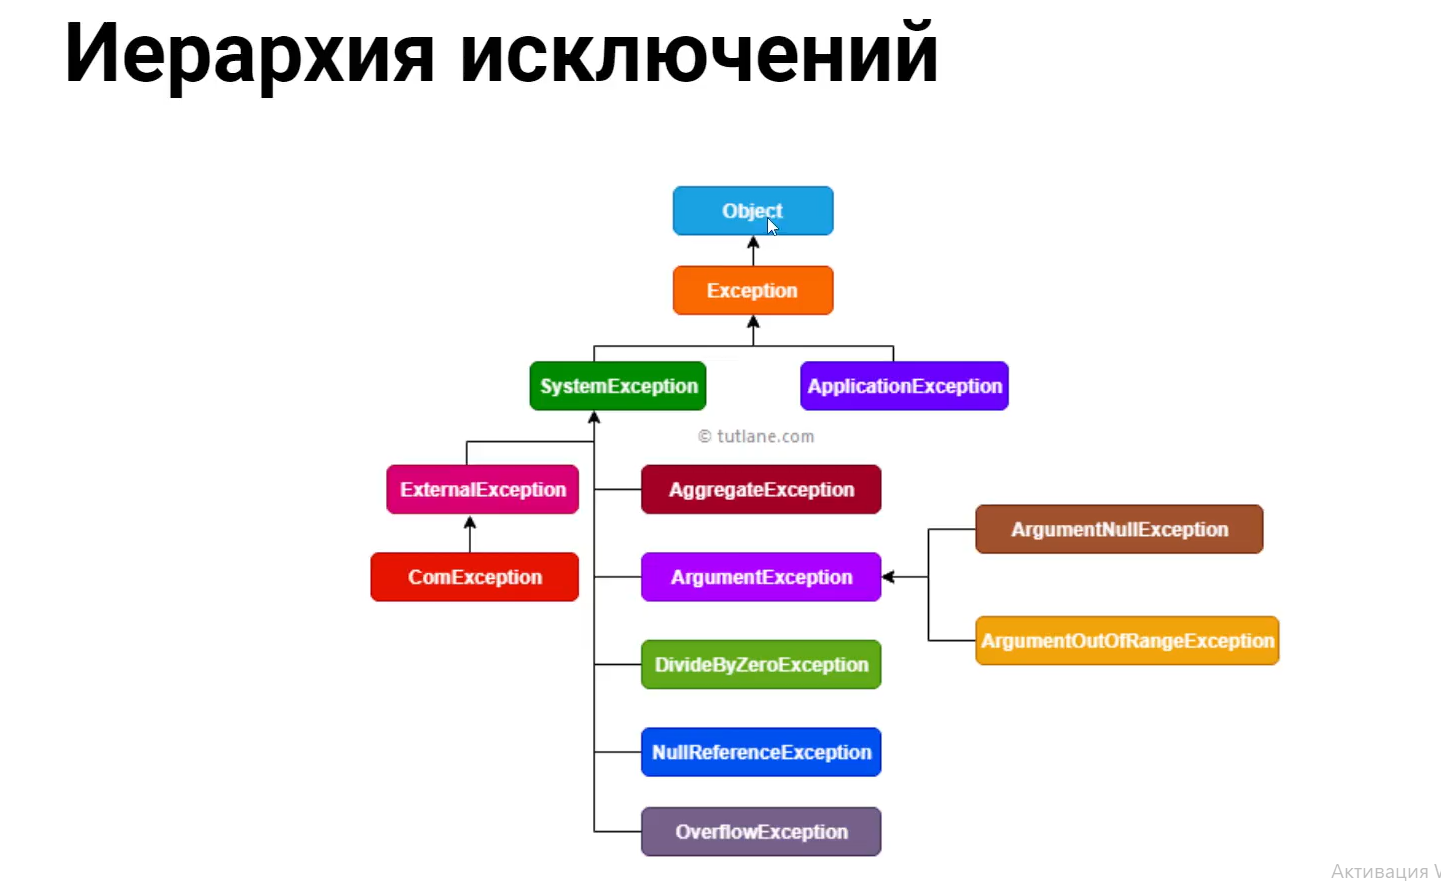 Иерархия исключений
Object
Exception
SystemException
ApplicationException
© tutlane.com
ExternalException
AggregateException
ArgumentNullException
ComException
ArgumentException
ArgumentOutOfRangeException
DivideByZeroException
NullReferenceException
OverflowException
Активация